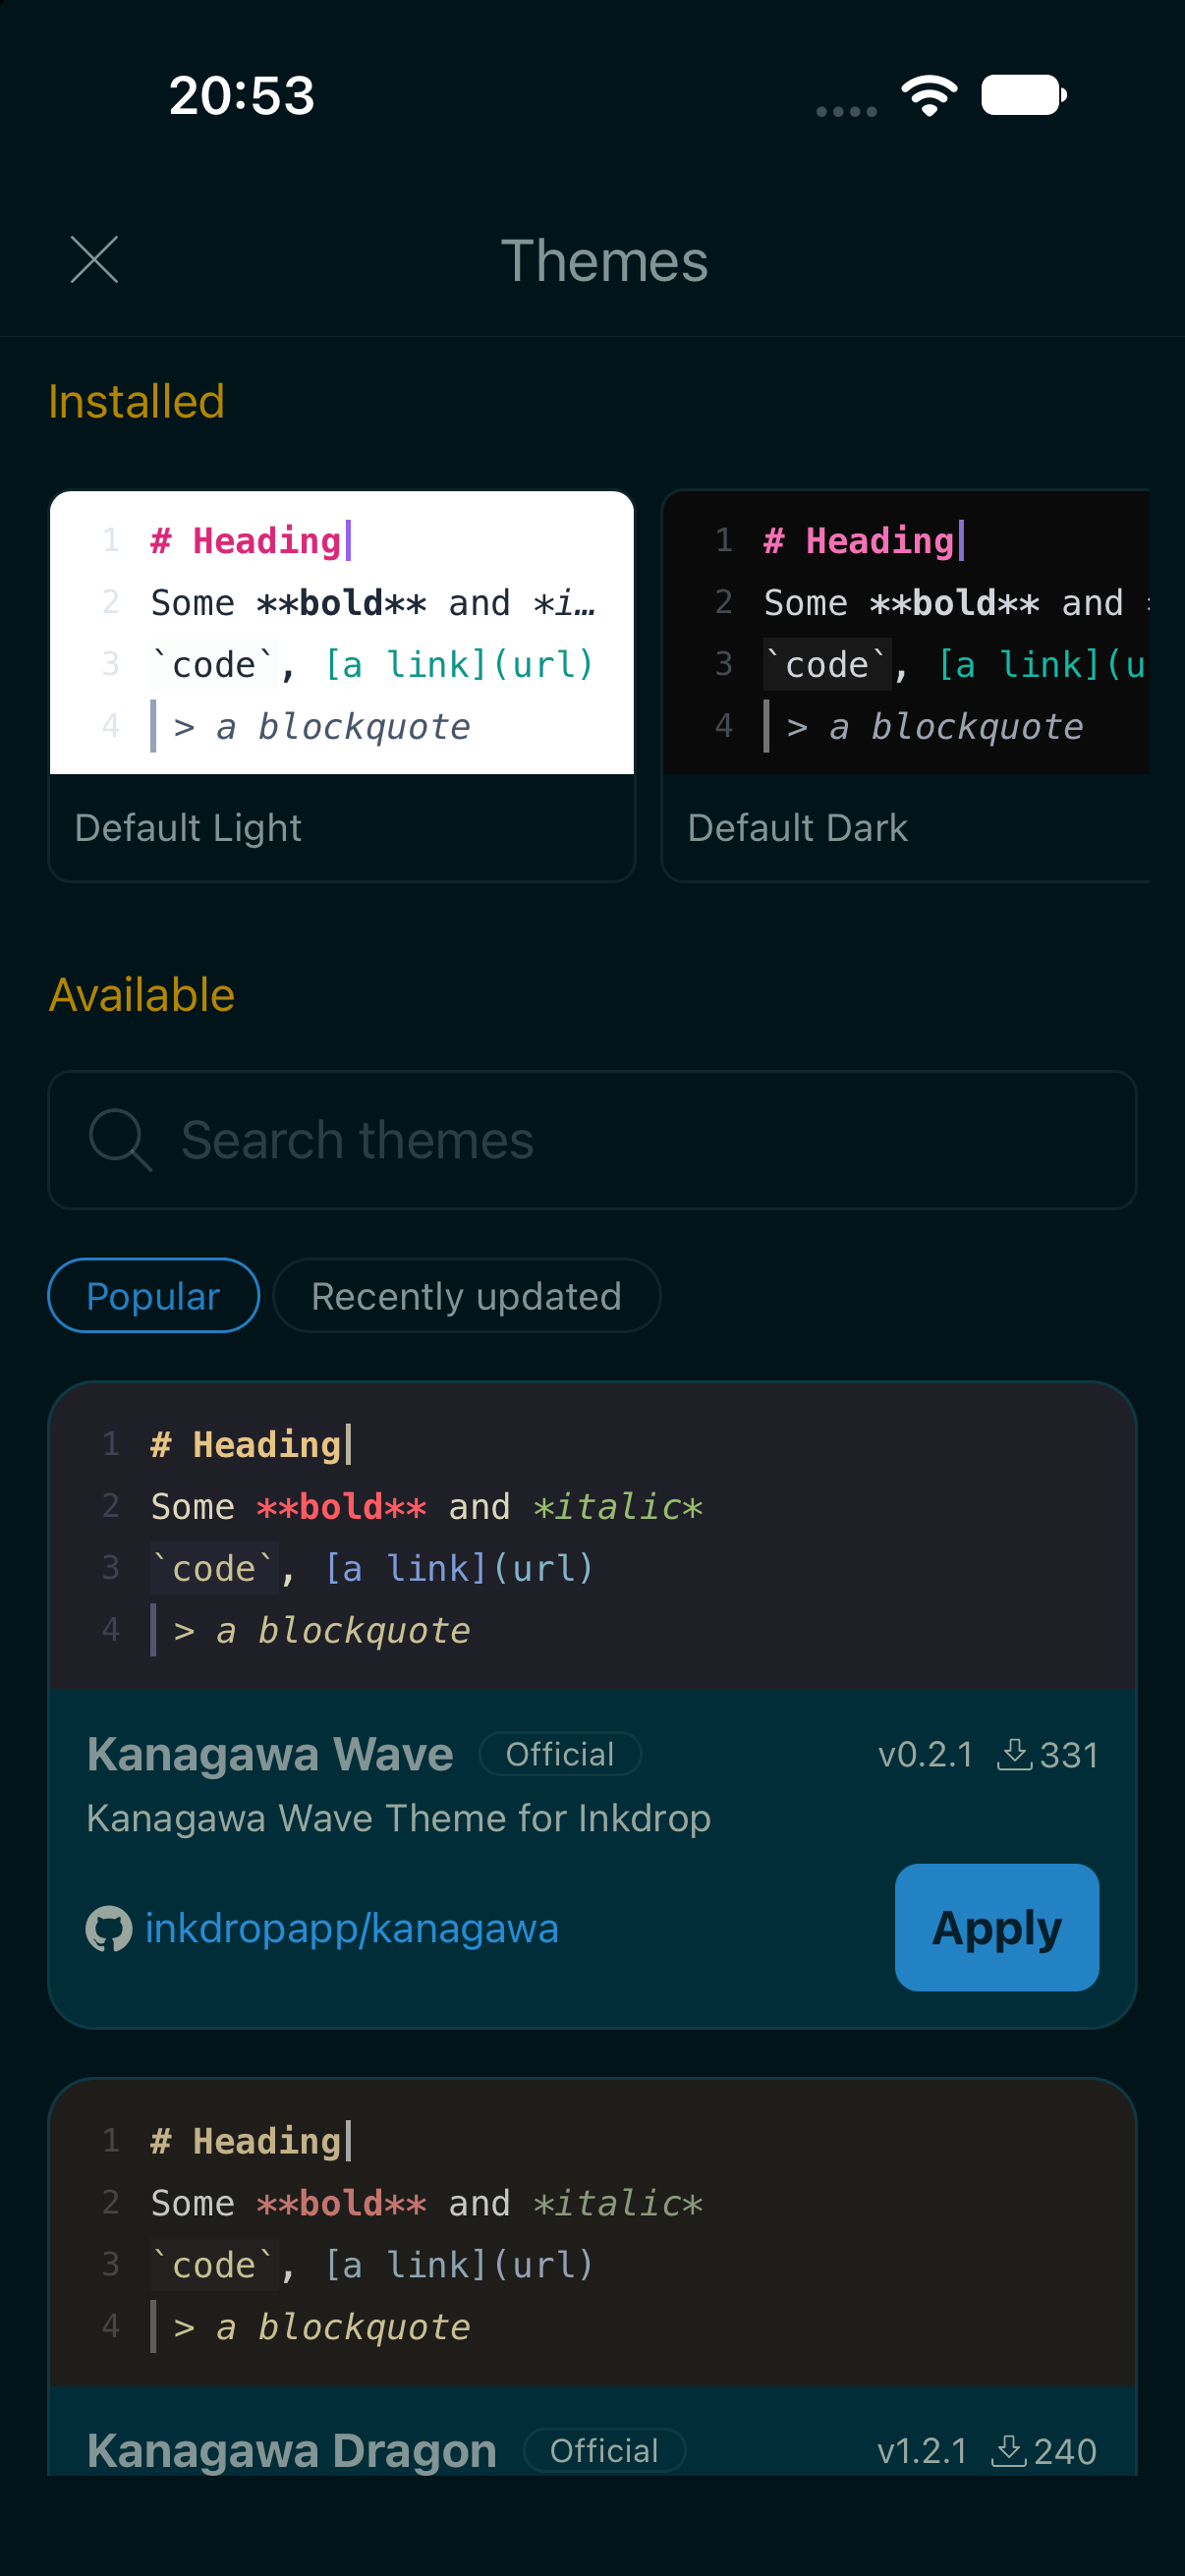 20:53
Themes
Installed
1 # Heading
2 Some **bold** and *i…
3 `code`, [a link](url)
4 > a blockquote
Default Light
1 # Heading
2 Some **bold** and
3 `code`, [a link](u
4 > a blockquote
Default Dark
Available
Search themes
Popular
Recently updated
1 # Heading
2 Some **bold** and *italic*
3 `code`, [a link](url)
4 > a blockquote
Kanagawa Wave Official v0.2.1 331
Kanagawa Wave Theme for Inkdrop
inkdropapp/kanagawa
Apply
1 # Heading
2 Some **bold** and *italic*
3 `code`, [a link](url)
4 > a blockquote
Kanagawa Dragon Official v1.2.1 240